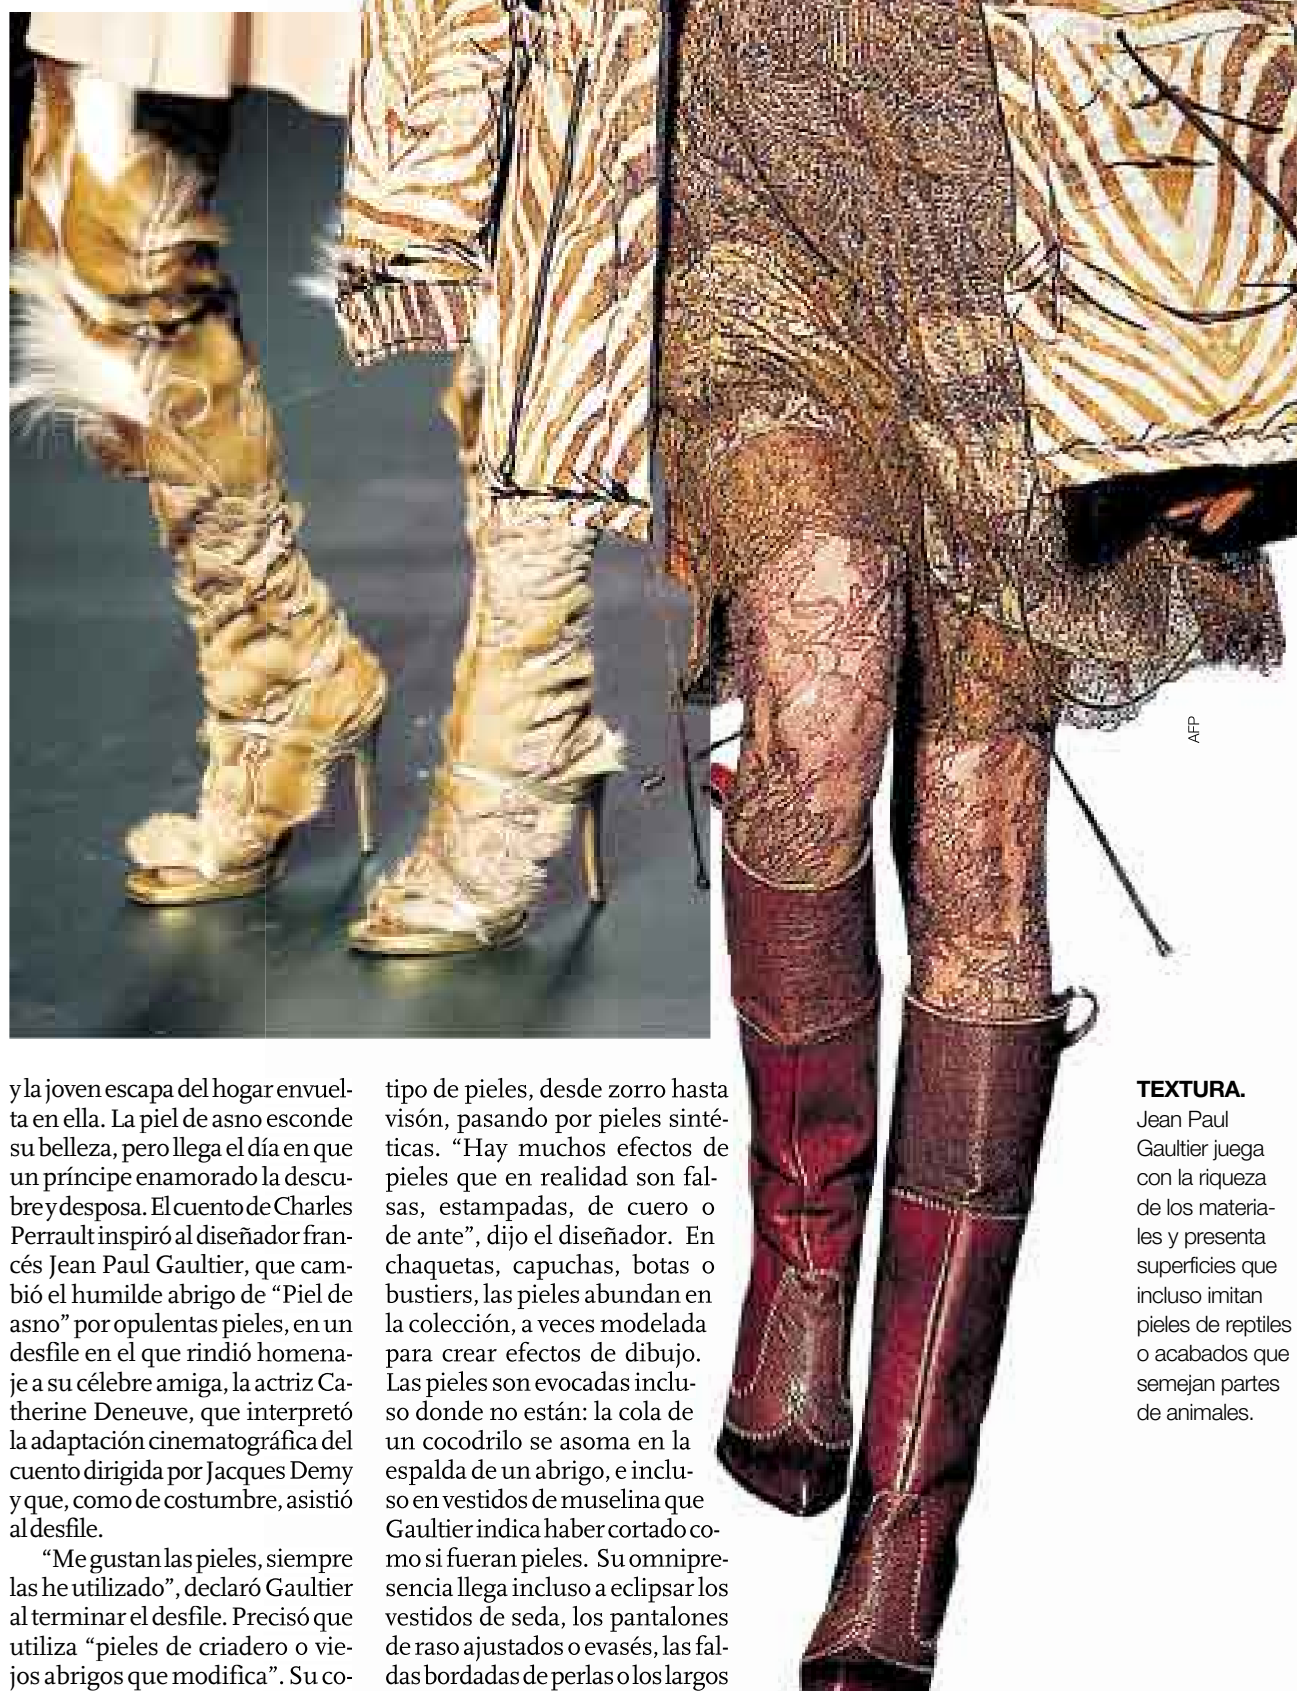 y la joven escapa del hogar envuel-
ta en ella. La piel de asno esconde
su belleza, pero llega el día en que
un príncipe enamorado la descu-
bre y desposa. El cuento de Charles
Perrault inspiró al diseñador fran-
cés Jean Paul Gaultier, que cam-
bió el humilde abrigo de “Piel de
asno” por opulentas pieles, en un
desfile en el que rindió homena-
je a su célebre amiga, la actriz Ca-
therine Deneuve, que interpretó
la adaptación cinematográfica del
cuento dirigida por Jacques Demy
y que, como de costumbre, asistió
al desfile.
“Me gustan las pieles, siempre
las he utilizado”, declaró Gaultier
al terminar el desfile. Precisó que
utiliza “pieles de criadero o vie-
jos abrigos que modifica”. Su co-
tipo de pieles, desde zorro hasta
visón, pasando por pieles sinté-
ticas. “Hay muchos efectos de
pieles que en realidad son fal-
sas, estampadas, de cuero o
de ante”, dijo el diseñador. En
chaquetas, capuchas, botas o
bustiers, las pieles abundan en
la colección, a veces modelada
para crear efectos de dibujo.
Las pieles son evocadas inclu-
so donde no están: la cola de
un cocodrilo se asoma en la
espalda de un abrigo, e inclu-
so en vestidos de muselina que
Gaultier indica haber cortado co-
mo si fueran pieles. Su omnipre-
sencia llega incluso a eclipsar los
vestidos de seda, los pantalones
de raso ajustados o evasés, las fal-
das bordadas de perlas o los largos
AFP
TEXTURA.
Jean Paul
Gaultier juega
con la riqueza
de los materia-
les y presenta
superficies que
incluso imitan
pieles de reptiles
o acabados que
semejan partes
de animales.